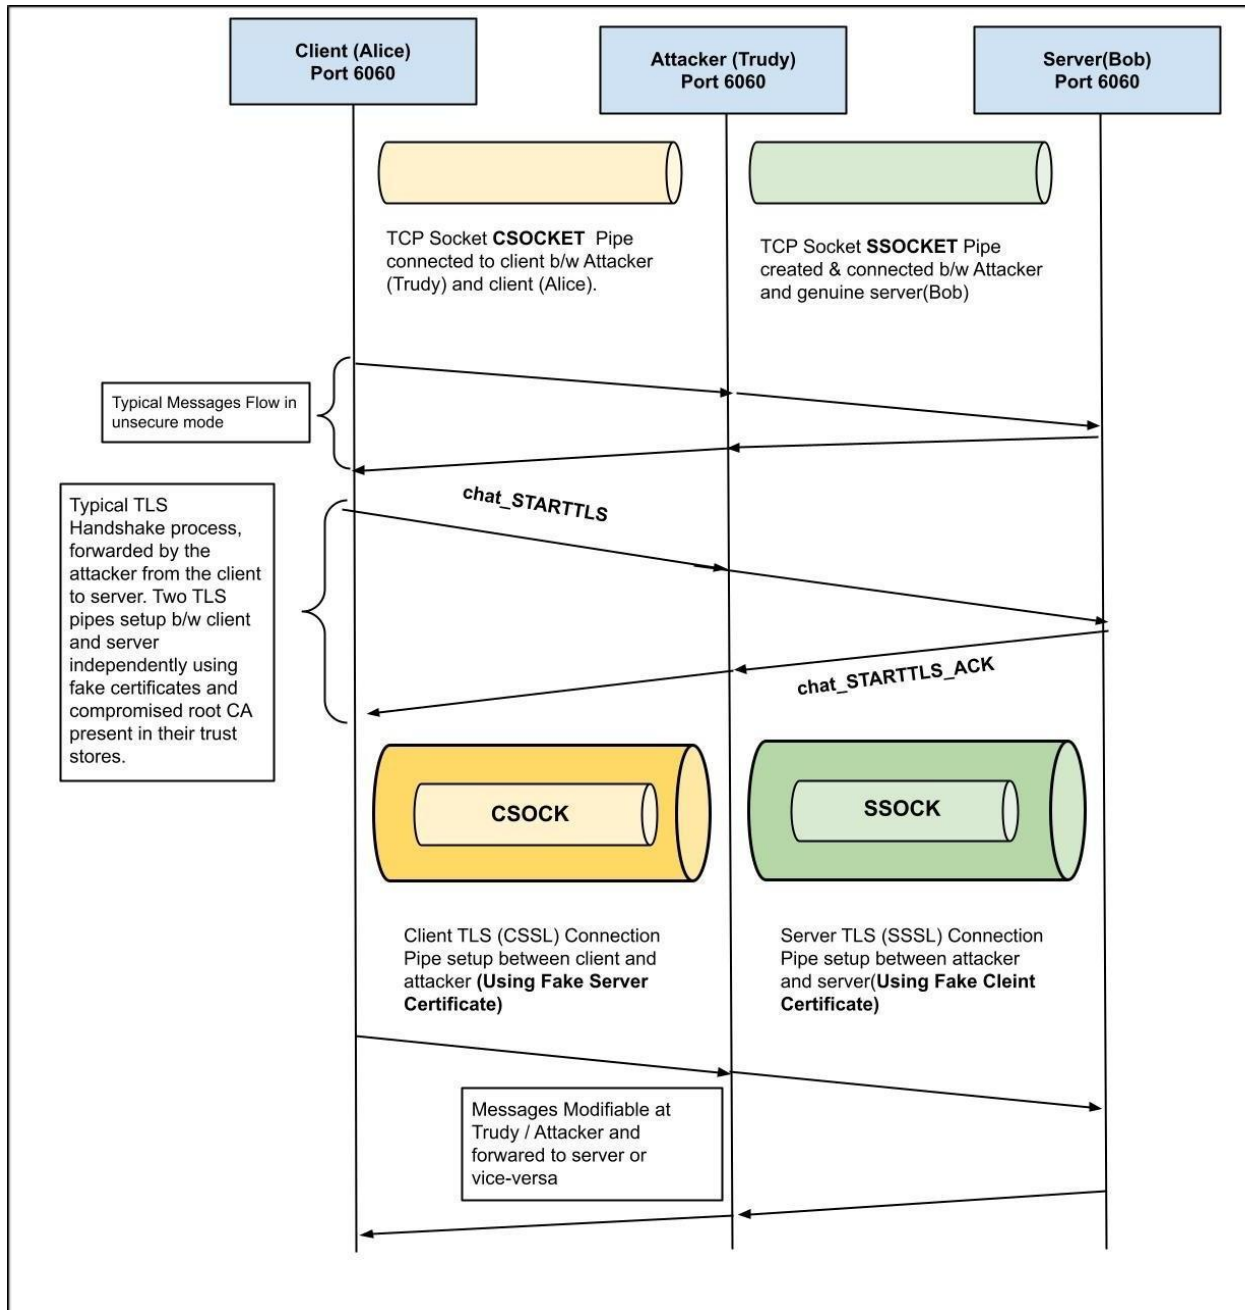 Client (Alice)
Port 6060
Attacker (Trudy)
Port 6060
Server(Bob)
Port 6060
TCP Socket CSOCKET Pipe
connected to client b/w Attacker
(Trudy) and client (Alice).
TCP Socket SSOCKET Pipe
created & connected b/w Attacker
and genuine server(Bob)
Typical Messages Flow in
unsecure mode
chat_STARTTLS
Typical TLS
Handshake process,
forwarded by the
attacker from the client
to server. Two TLS
pipes setup b/w client
and server
independently using
fake certificates and
compromised root CA
present in their trust
stores.
chat_STARTTLS_ACK
CSOCK
SSOCK
Client TLS (CSSL) Connection
Pipe setup between client and
attacker (Using Fake Server
Certificate)
Server TLS (SSSL) Connection
Pipe setup between attacker
and server(Using Fake Cleint
Certificate)
Messages Modifiable at
Trudy / Attacker and
forwared to server or
vice-versa